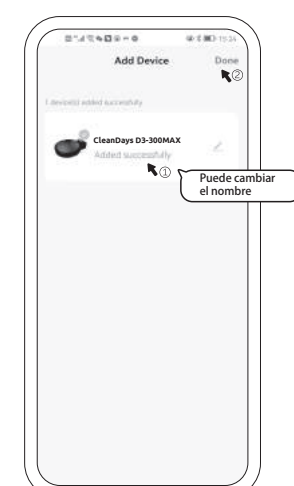 Add Device
Done
②
1 device(s) added successfully
CleanDays D3-300MAX
Added successfully
①
Puede cambiar
el nombre